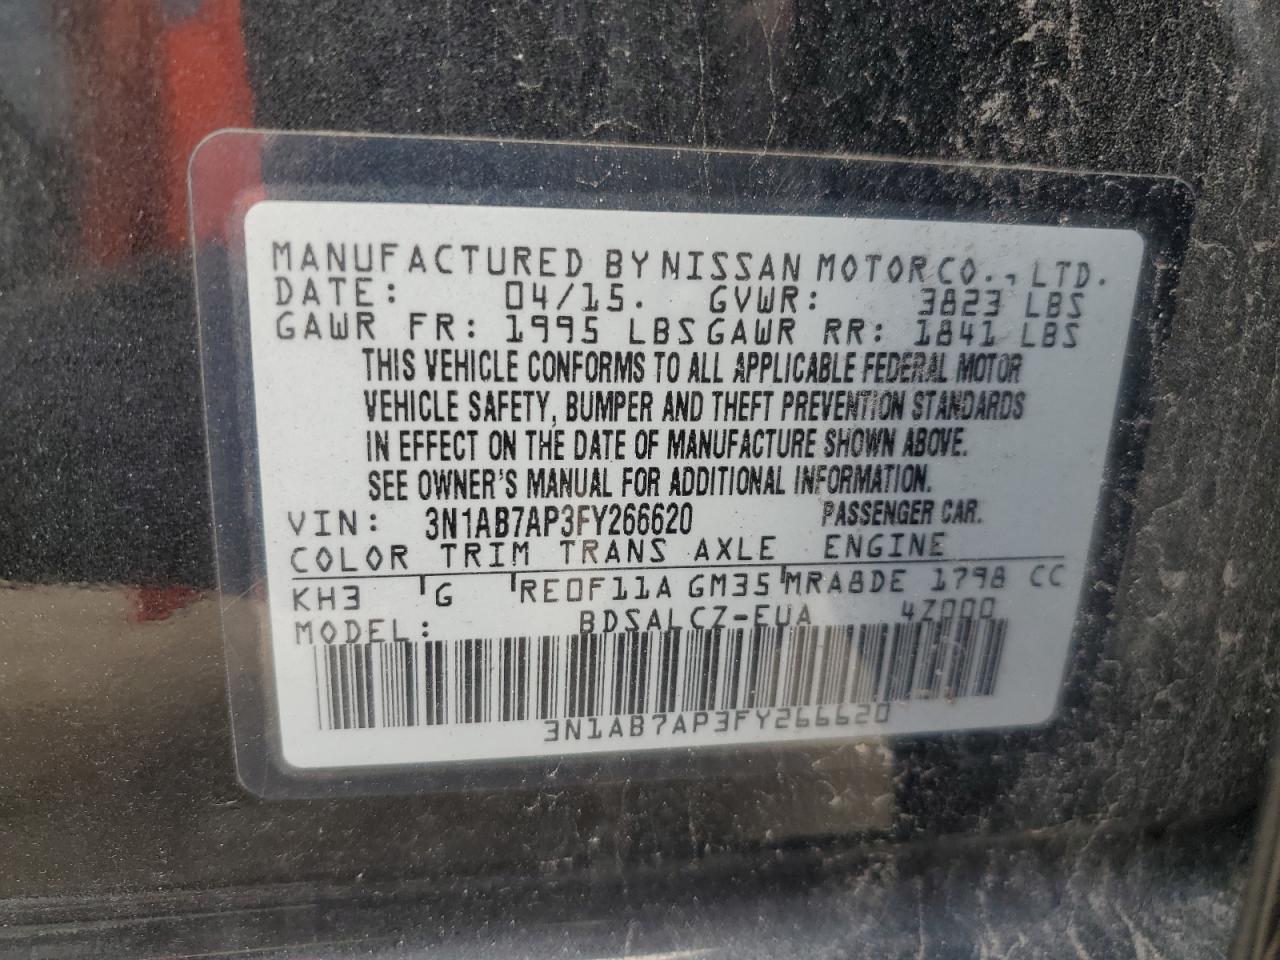 MANUFACTURED BY NISSAN MOTOR CO., LTD.
DATE: 04/15. GVWR: 3823 LBS
GAWR FR: 1995 LBS GAWR RR: 1841 LBS
THIS VEHICLE CONFORMS TO ALL APPLICABLE FEDERAL MOTOR
VEHICLE SAFETY, BUMPER AND THEFT PREVENTION STANDARDS
IN EFFECT ON THE DATE OF MANUFACTURE SHOWN ABOVE.
SEE OWNER'S MANUAL FOR ADDITIONAL INFORMATION.
VIN: 3N1AB7AP3FY266620 PASSENGER CAR.
COLOR TRIM TRANS AXLE ENGINE
KH3 G RE0F11A GM35 MRA8DE 1798 CC
MODEL: BDSALCZ-EUA 4Z000
3N1AB7AP3FY266620